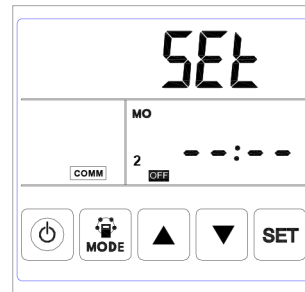 SEt
MO
2 --:--
OFF
COMM
MODE SET